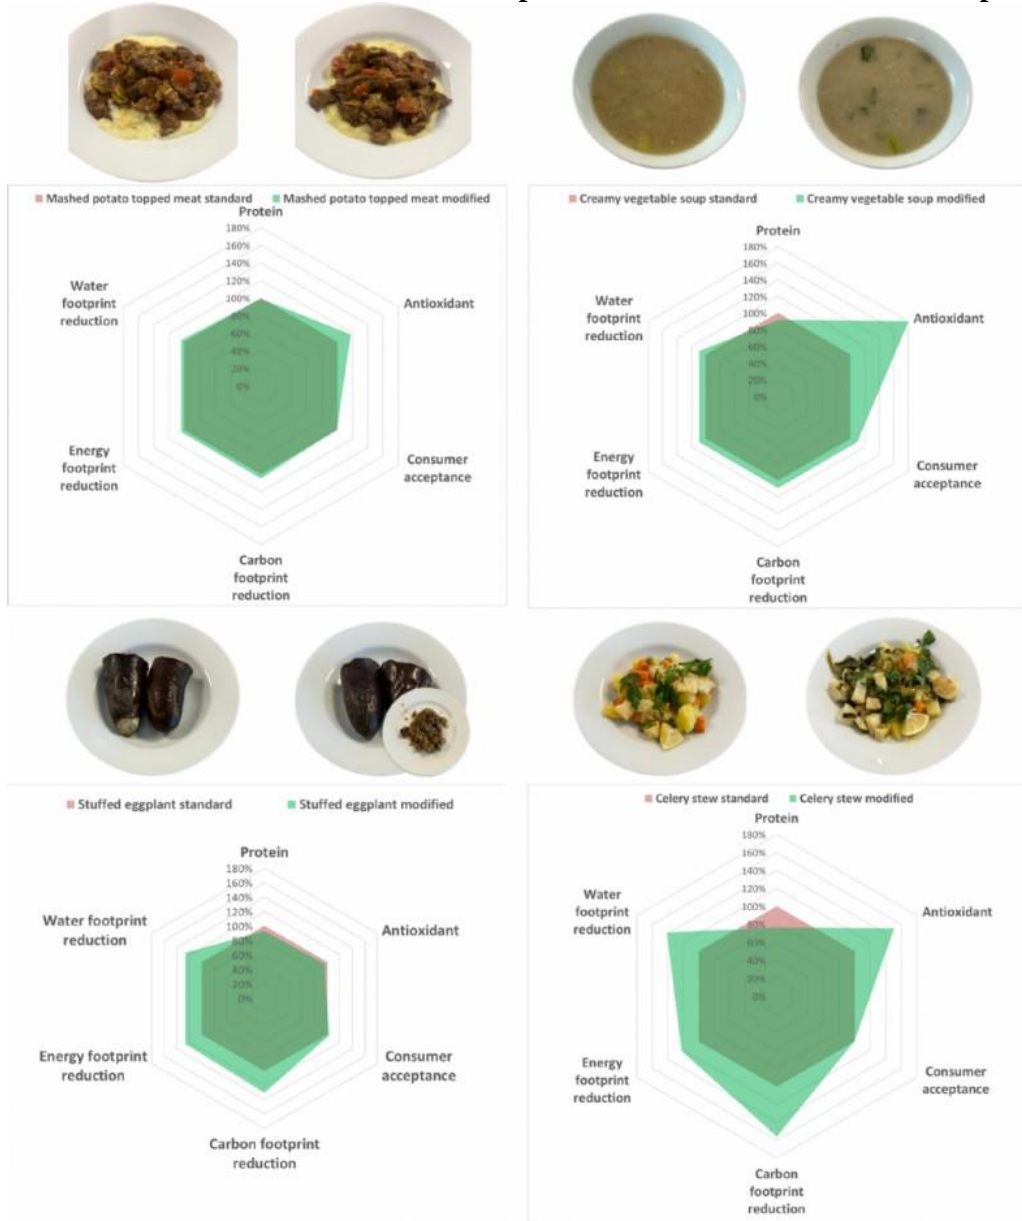 Mashed potato topped meat standard Mashed potato topped meat modified
Protein
180%
160%
140%
120%
100%
80%
60%
40%
20%
0%
Antioxidant
Consumer
acceptance
Carbon
footprint
reduction
Energy
footprint
reduction
Water
footprint
reduction
Creamy vegetable soup standard Creamy vegetable soup modified
Protein
180%
160%
140%
120%
100%
80%
60%
40%
20%
0%
Antioxidant
Consumer
acceptance
Carbon
footprint
reduction
Energy
footprint
reduction
Water
footprint
reduction
Stuffed eggplant standard Stuffed eggplant modified
Protein
180%
160%
140%
120%
100%
80%
60%
40%
20%
0%
Antioxidant
Consumer
acceptance
Carbon footprint
reduction
Energy footprint
reduction
Water footprint
reduction
Celery stew standard Celery stew modified
Protein
180%
160%
140%
120%
100%
80%
60%
40%
20%
0%
Antioxidant
Consumer
acceptance
Carbon
footprint
reduction
Energy
footprint
reduction
Water
footprint
reduction